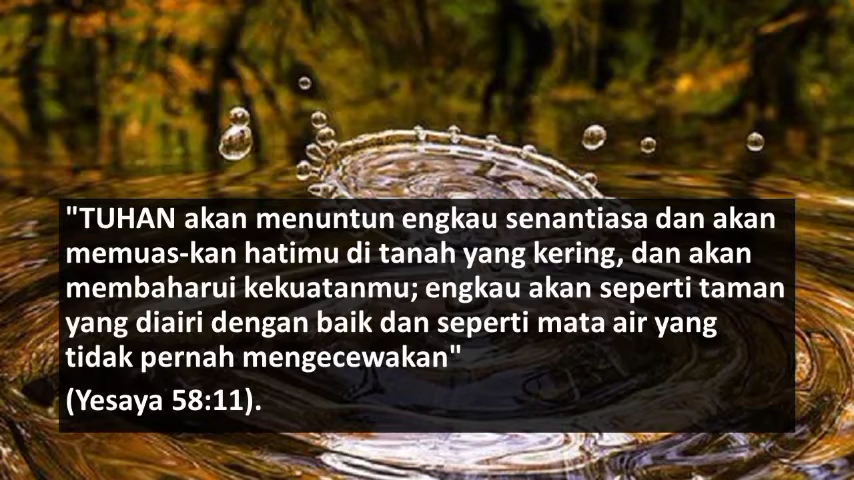 "TUHAN akan menuntun engkau senantiasa dan akan
memuas-kan hatimu di tanah yang kering, dan akan
membaharui kekuatanmu; engkau akan seperti taman
yang diairi dengan baik dan seperti mata air yang
tidak pernah mengecewakan"
(Yesaya 58:11).